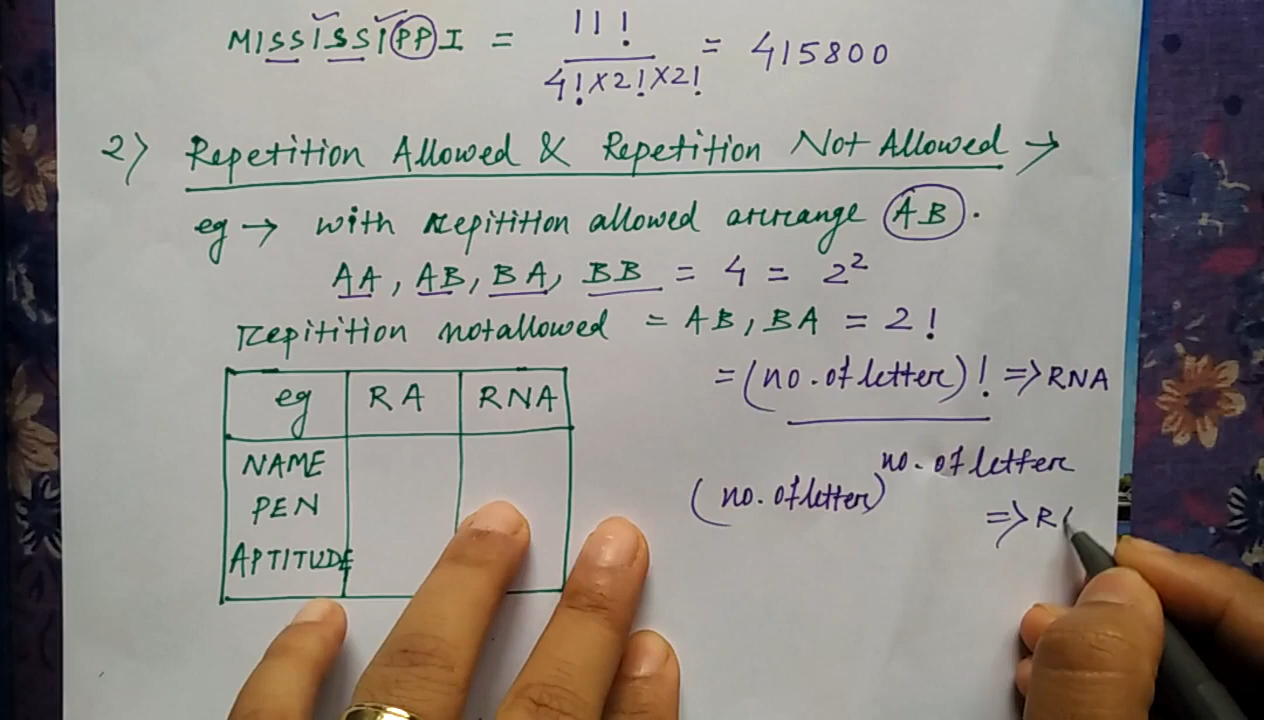 MISSISSIPPI = 11! / 4!×2!×2! = 415800
2) Repetition Allowed & Repetition Not Allowed →
eg → with repitition allowed arrange AB.
AA, AB, BA, BB = 4 = 2²
repitition notallowed = AB, BA = 2!
= (no. of letter)! ⇒ RNA
(no. of letter)^no. of letter
⇒ R
eg RA RNA
NAME
PEN
APTITUDE